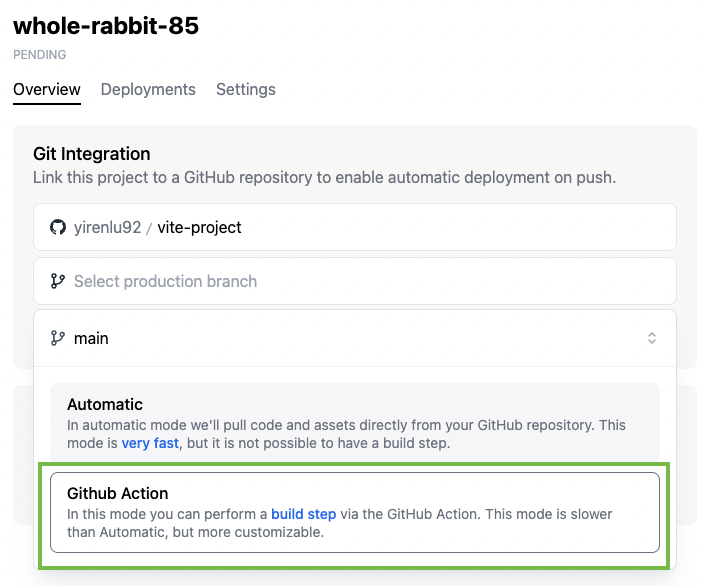 whole-rabbit-85
PENDING
Overview Deployments Settings
Git Integration
Link this project to a GitHub repository to enable automatic deployment on push.
yirenlu92 / vite-project
Select production branch
main
Automatic
In automatic mode we'll pull code and assets directly from your GitHub repository. This
mode is very fast, but it is not possible to have a build step.
Github Action
In this mode you can perform a build step via the GitHub Action. This mode is slower
than Automatic, but more customizable.